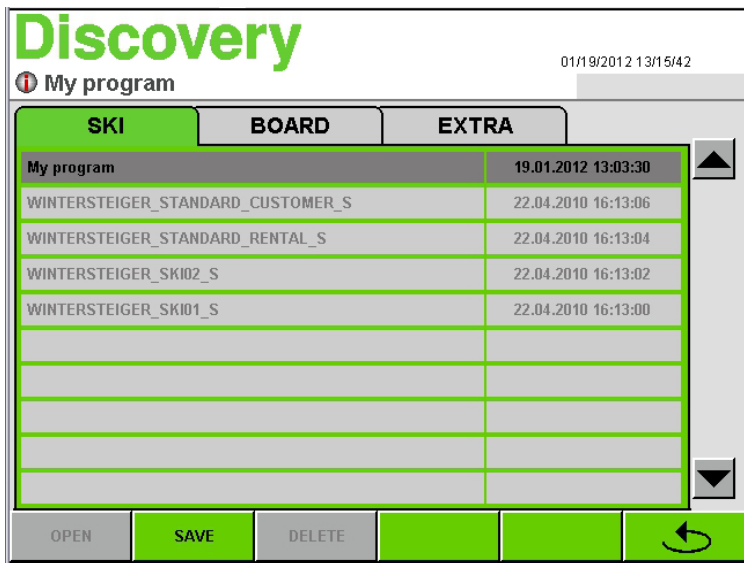 Discovery
01/19/2012 13/15/42
My program
SKI BOARD EXTRA
My program 19.01.2012 13:03:30
WINTERSTEIGER_STANDARD_CUSTOMER_S 22.04.2010 16:13:06
WINTERSTEIGER_STANDARD_RENTAL_S 22.04.2010 16:13:04
WINTERSTEIGER_SKI02_S 22.04.2010 16:13:02
WINTERSTEIGER_SKI01_S 22.04.2010 16:13:00
OPEN SAVE DELETE